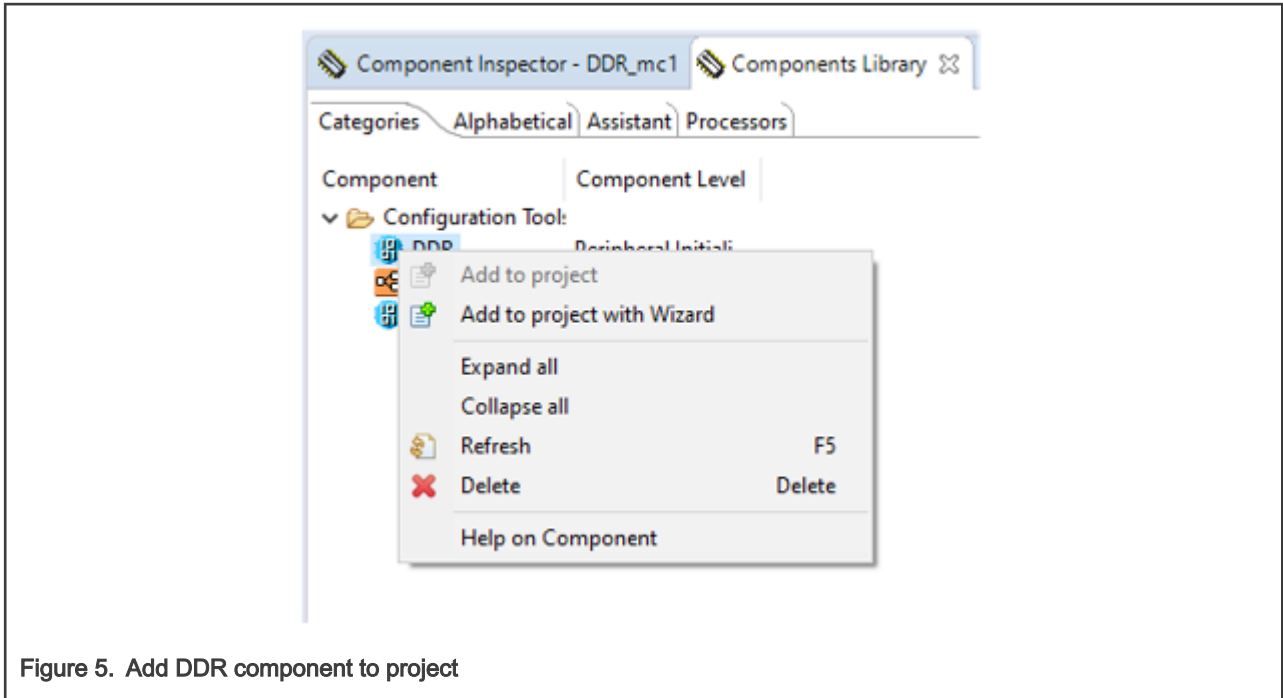 Component Inspector - DDR_mc1 Components Library
Categories Alphabetical Assistant Processors
Component Component Level
Configuration Tool:
DDR Peripheral Initiali
Add to project
Add to project with Wizard
Expand all
Collapse all
Refresh F5
Delete Delete
Help on Component
Figure 5. Add DDR component to project